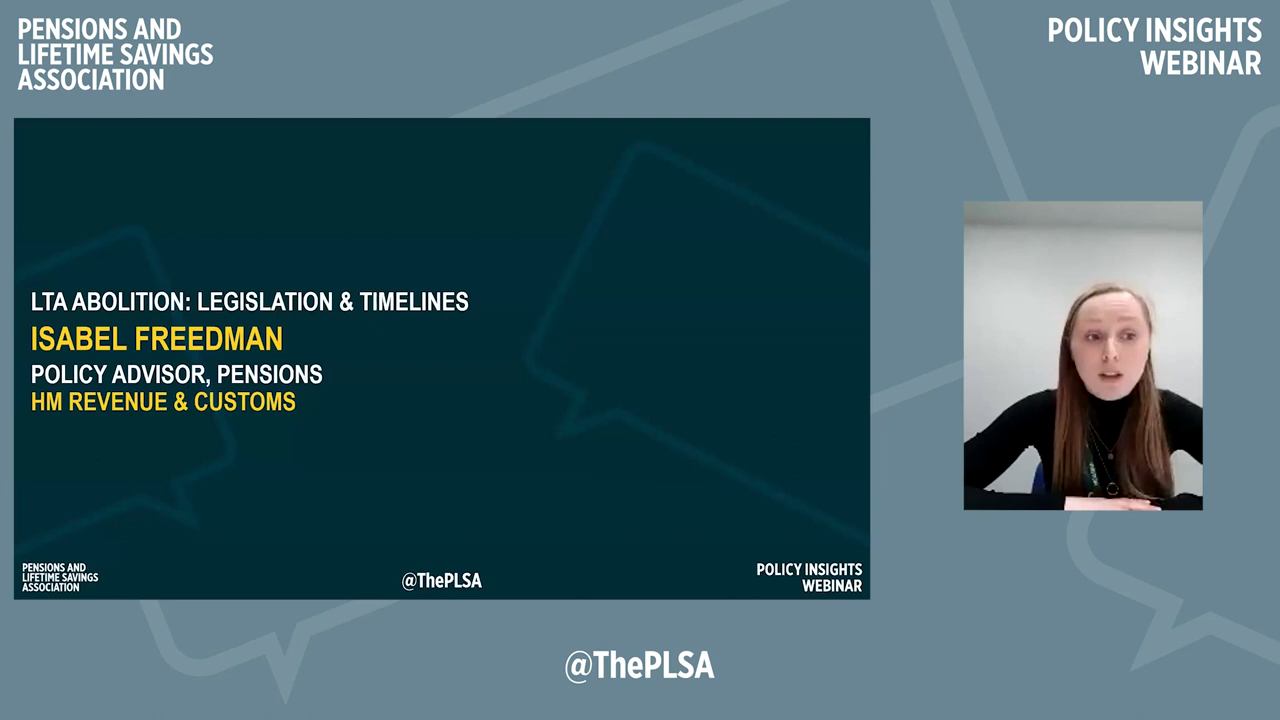 PENSIONS AND
LIFETIME SAVINGS
ASSOCIATION
POLICY INSIGHTS
WEBINAR
LTA ABOLITION: LEGISLATION & TIMELINES
ISABEL FREEDMAN
POLICY ADVISOR, PENSIONS
HM REVENUE & CUSTOMS
PENSIONS AND
LIFETIME SAVINGS
ASSOCIATION
@ThePLSA
POLICY INSIGHTS
WEBINAR
@ThePLSA